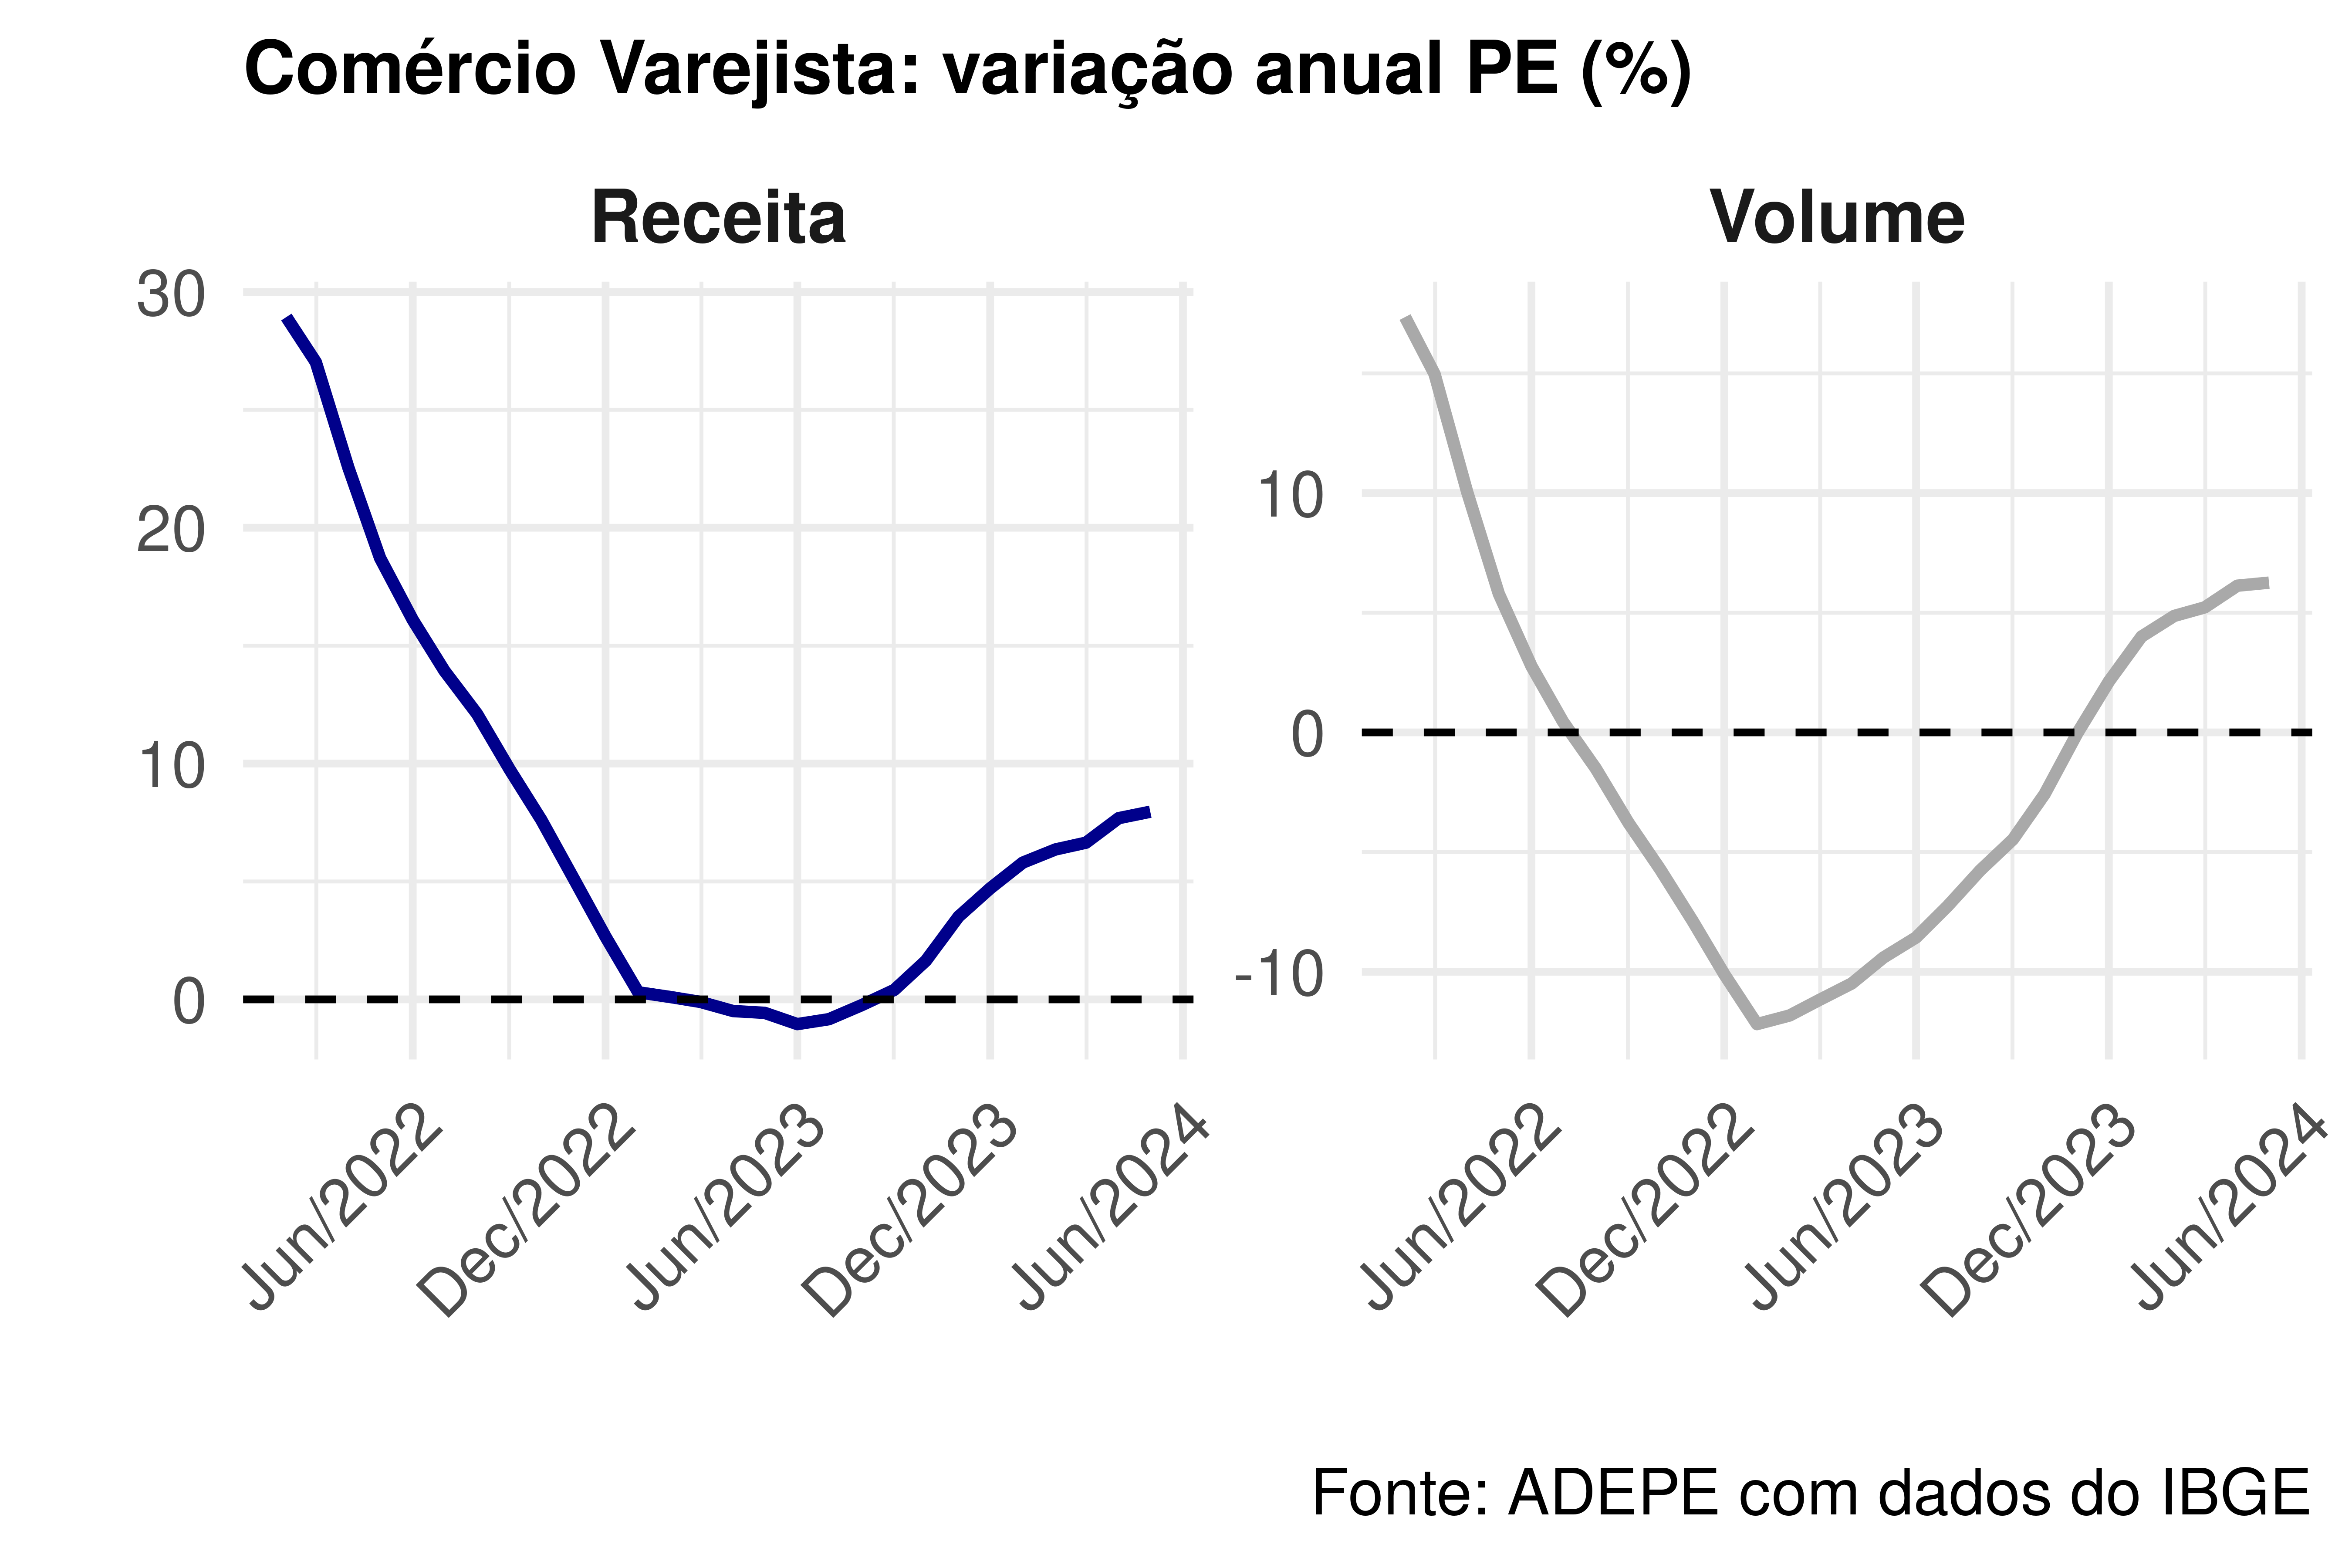 Comércio Varejista: variação anual PE (%)
Receita
30
20
10
0
Jun/2022
Dec/2022
Jun/2023
Dec/2023
Jun/2024
Volume
10
0
-10
Jun/2022
Dec/2022
Jun/2023
Dec/2023
Jun/2024
Fonte: ADEPE com dados do IBGE